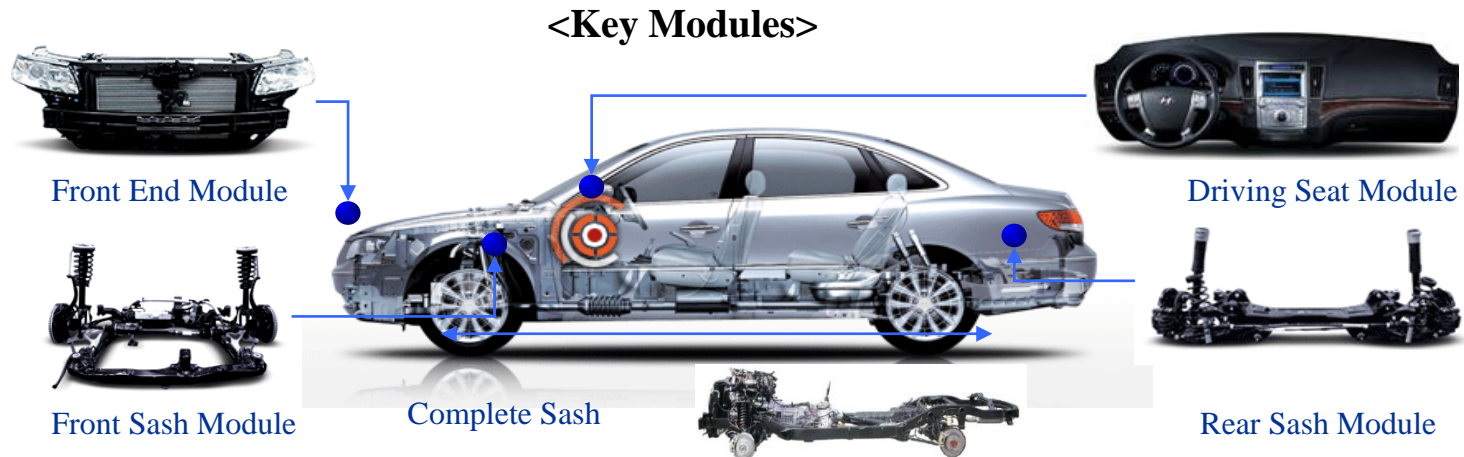 <Key Modules>
Front End Module
Driving Seat Module
Front Sash Module
Complete Sash
Rear Sash Module